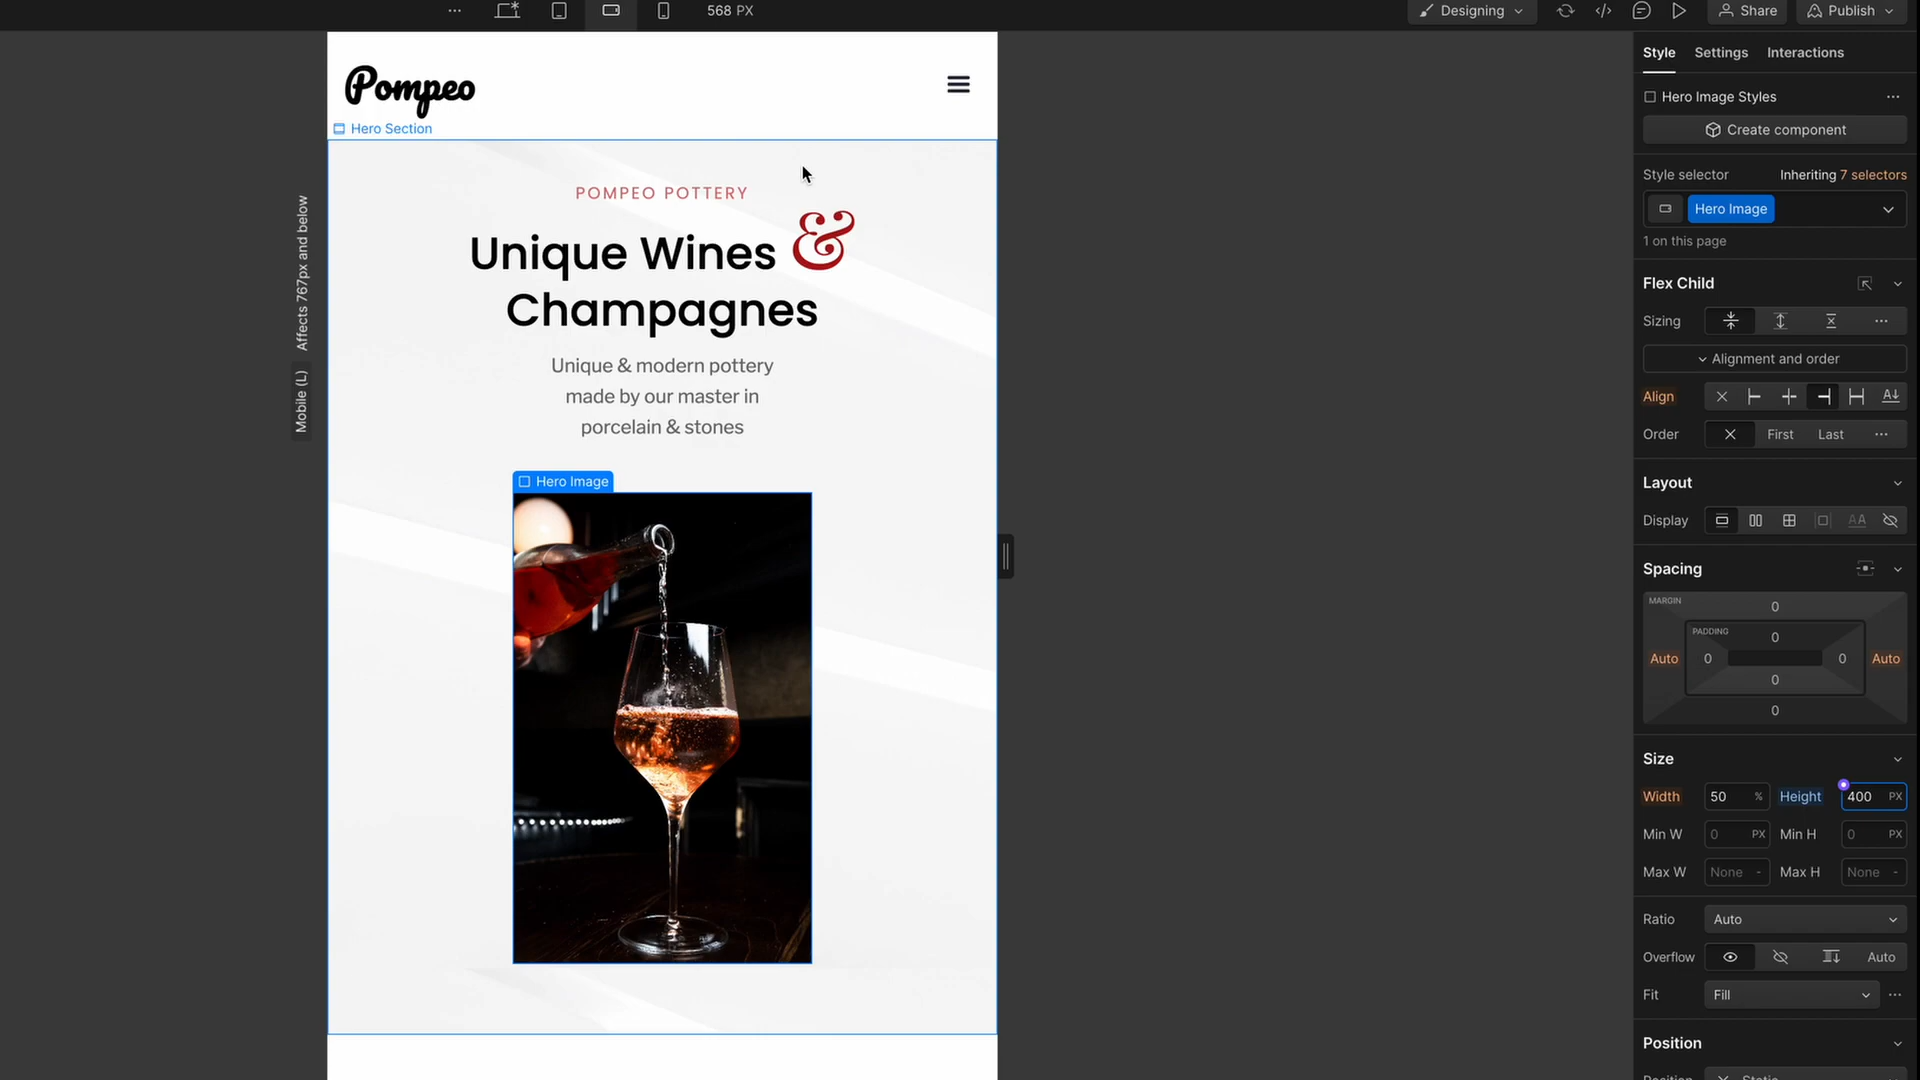 568 PX
Designing
Share
Publish
Style
Settings
Interactions
Hero Image Styles
Create component
Style selector
Inheriting 7 selectors
Hero Image
1 on this page
Flex Child
Sizing
Alignment and order
Align
Order
First
Last
Layout
Display
AA
Spacing
MARGIN
0
PADDING
0
Auto
0
0
Auto
0
0
Size
Width
50 %
Height
400 PX
Min W
0 PX
Min H
0 PX
Max W
None -
Max H
None -
Ratio
Auto
Overflow
Auto
Fit
Fill
Position
Affects 767px and below
Mobile (L)
Pompeo
Hero Section
POMPEO POTTERY
Unique Wines &
Champagnes
Unique & modern pottery
made by our master in
porcelain & stones
Hero Image